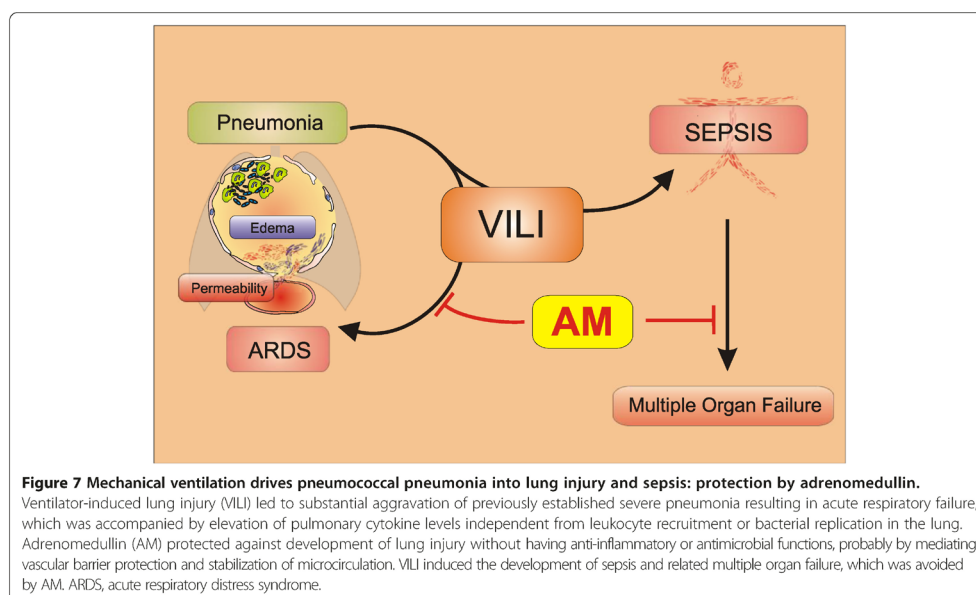 Pneumonia
SEPSIS
Edema
VILI
Permeability
AM
ARDS
Multiple Organ Failure
Figure 7 Mechanical ventilation drives pneumococcal pneumonia into lung injury and sepsis: protection by adrenomedullin.
Ventilator-induced lung injury (VILI) led to substantial aggravation of previously established severe pneumonia resulting in acute respiratory failure,
which was accompanied by elevation of pulmonary cytokine levels independent from leukocyte recruitment or bacterial replication in the lung.
Adrenomedullin (AM) protected against development of lung injury without having anti-inflammatory or antimicrobial functions, probably by mediating
vascular barrier protection and stabilization of microcirculation. VILI induced the development of sepsis and related multiple organ failure, which was avoided
by AM. ARDS, acute respiratory distress syndrome.